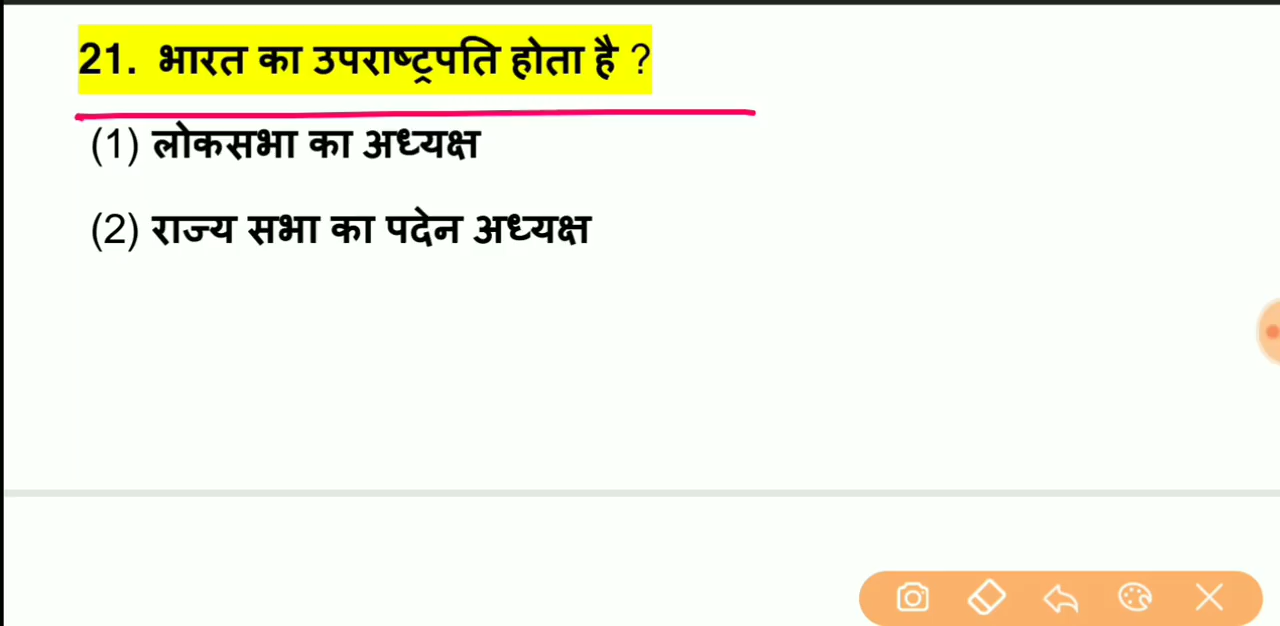 21. भारत का उपराष्ट्रपति होता है ?
(1) लोकसभा का अध्यक्ष
(2) राज्य सभा का पदेन अध्यक्ष